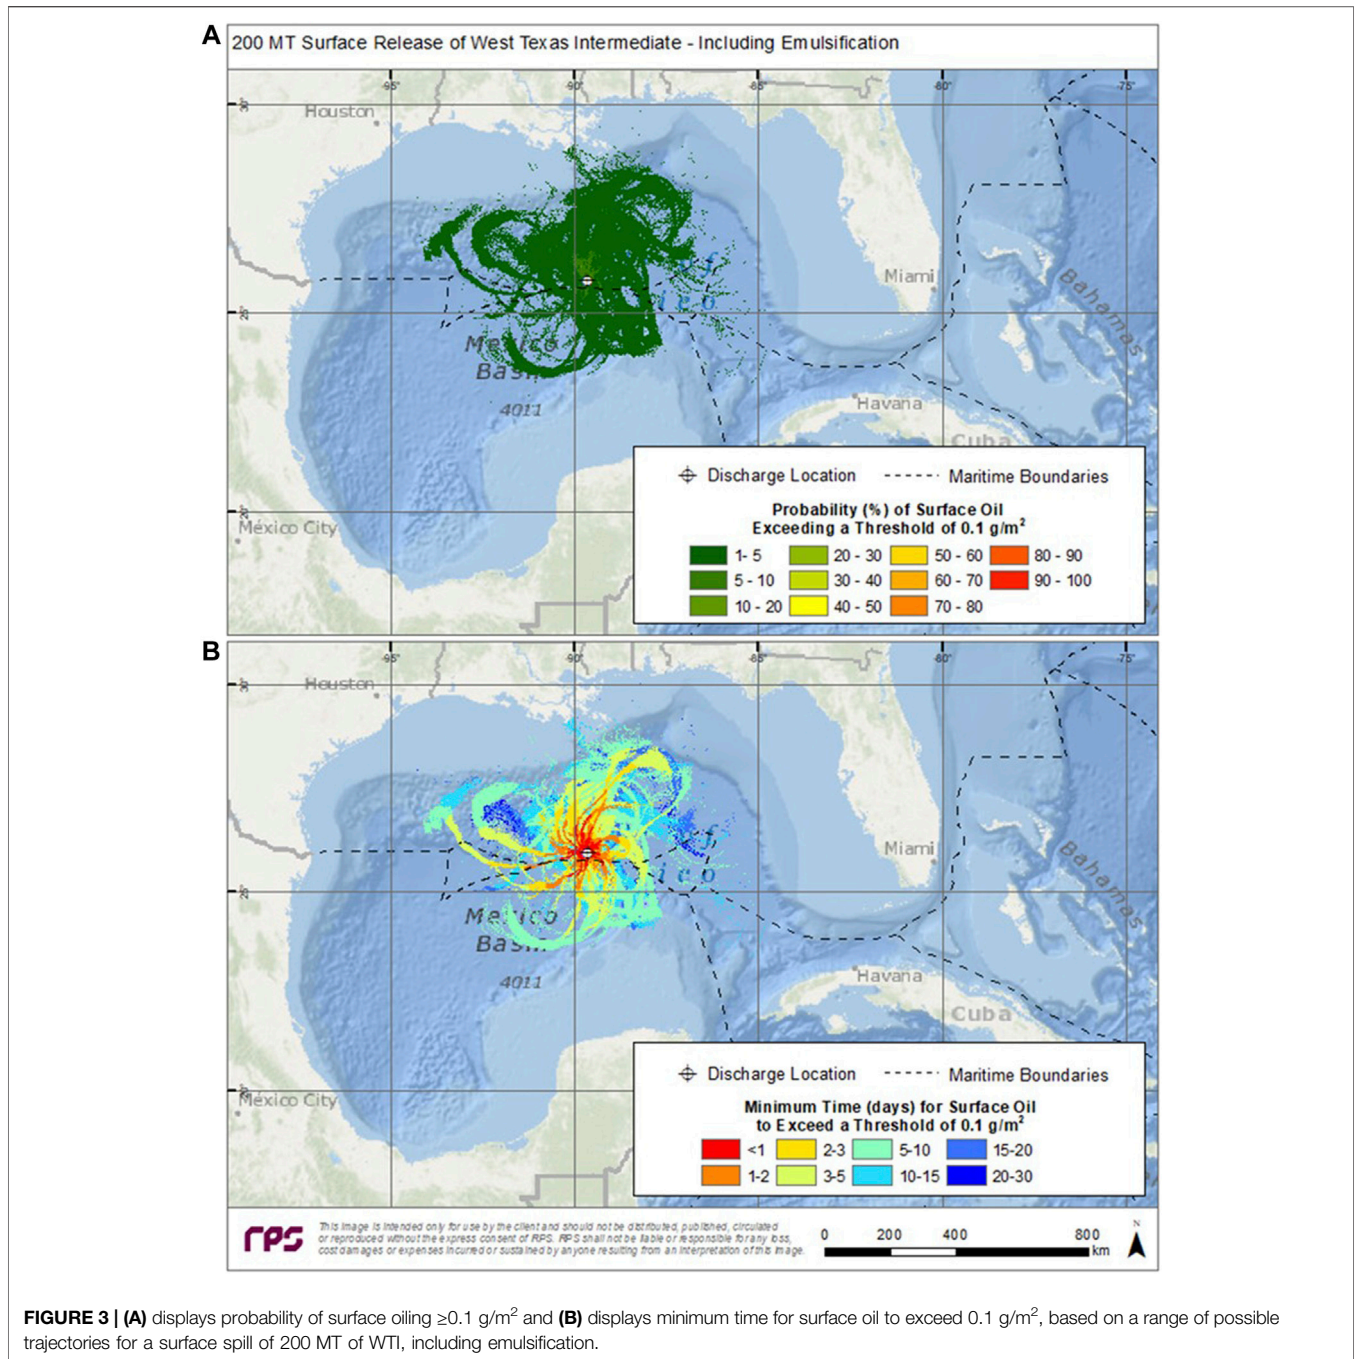 A
200 MT Surface Release of West Texas Intermediate - Including Emulsification
-95°
-90°
-85°
-80°
-75°
Houston
Miami
Bahamas
Mexico
Basin
4011
Havana
Cuba
México City
Discharge Location
Maritime Boundaries
Probability (%) of Surface Oil
Exceeding a Threshold of 0.1 g/m²
1- 5
20 - 30
50 - 60
80 - 90
5 - 10
30 - 40
60 - 70
90 - 100
10 - 20
40 - 50
70 - 80
B
-95°
-90°
-85°
-80°
-75°
Houston
Miami
Bahamas
Mexico
Basin
4011
Havana
Cuba
México City
Discharge Location
Maritime Boundaries
Minimum Time (days) for Surface Oil
to Exceed a Threshold of 0.1 g/m²
<1
2-3
5-10
15-20
1-2
3-5
10-15
20-30
rps
This image is intended only for use by the client and should not be distributed, published, circulated
or reproduced without the express consent of RPS. RPS shall not be liable or responsible for any loss,
cost damages or expenses incurred or sustained by anyone resulting from an interpretation of this image.
0 200 400 800
km
N
FIGURE 3 | (A) displays probability of surface oiling ≥0.1 g/m² and (B) displays minimum time for surface oil to exceed 0.1 g/m², based on a range of possible
trajectories for a surface spill of 200 MT of WTI, including emulsification.